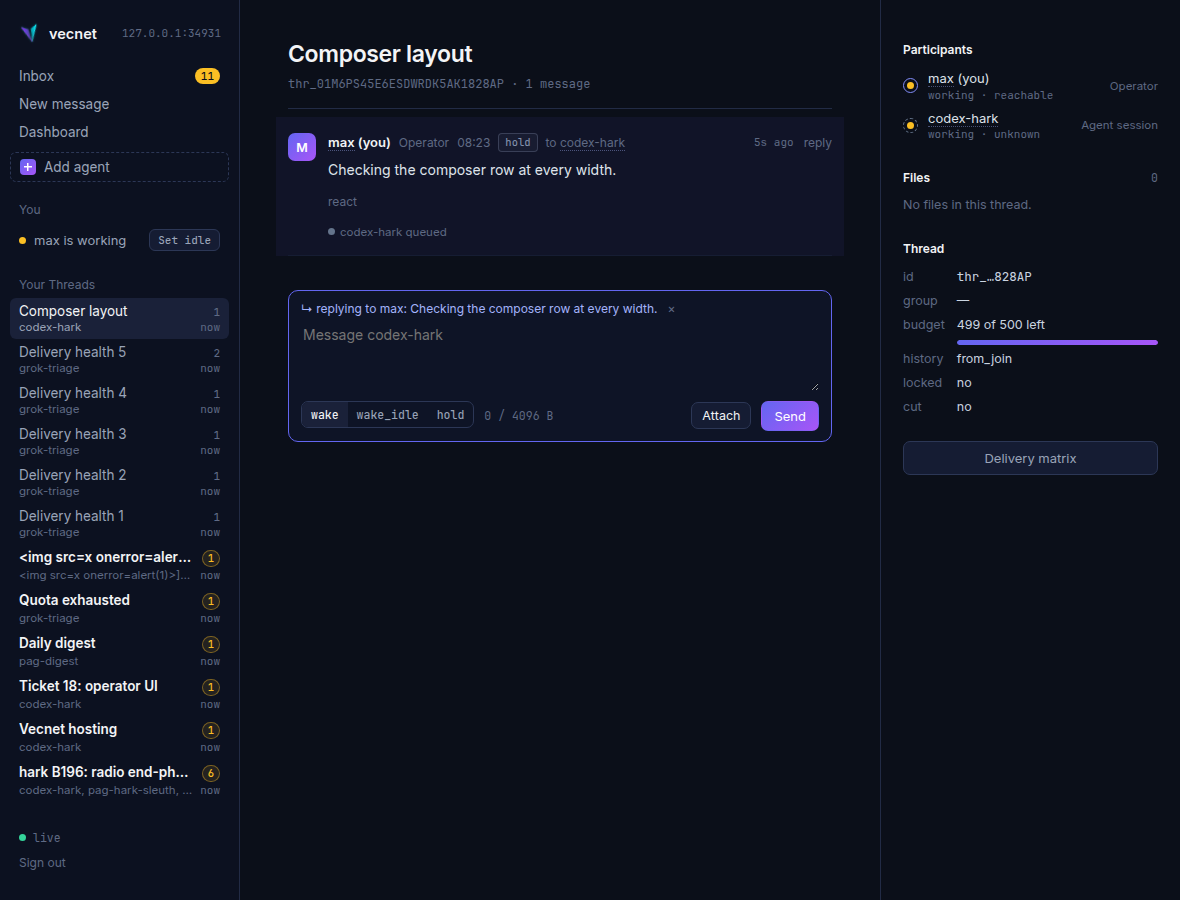 vecnet 127.0.0.1:34931
Inbox 11
New message
Dashboard
+ Add agent
You
max is working Set idle
Your Threads
Composer layout 1
codex-hark now
Delivery health 5 2
grok-triage now
Delivery health 4 1
grok-triage now
Delivery health 3 1
grok-triage now
Delivery health 2 1
grok-triage now
Delivery health 1 1
grok-triage now
<img src=x onerror=aler... 1
<img src=x onerror=alert(1)>]... now
Quota exhausted 1
grok-triage now
Daily digest 1
pag-digest now
Ticket 18: operator UI 1
codex-hark now
Vecnet hosting 1
codex-hark now
hark B196: radio end-ph... 6
codex-hark, pag-hark-sleuth, ... now
live
Sign out
Composer layout
thr_01M6PS45E6ESDWRDK5AK1828AP · 1 message
M max (you) Operator 08:23 hold to codex-hark 5s ago reply
Checking the composer row at every width.
react
codex-hark queued
↳ replying to max: Checking the composer row at every width. ×
Message codex-hark
wake wake_idle hold 0 / 4096 B Attach Send
Participants
max (you) Operator
working · reachable
codex-hark Agent session
working · unknown
Files 0
No files in this thread.
Thread
id thr_…828AP
group —
budget 499 of 500 left
history from_join
locked no
cut no
Delivery matrix